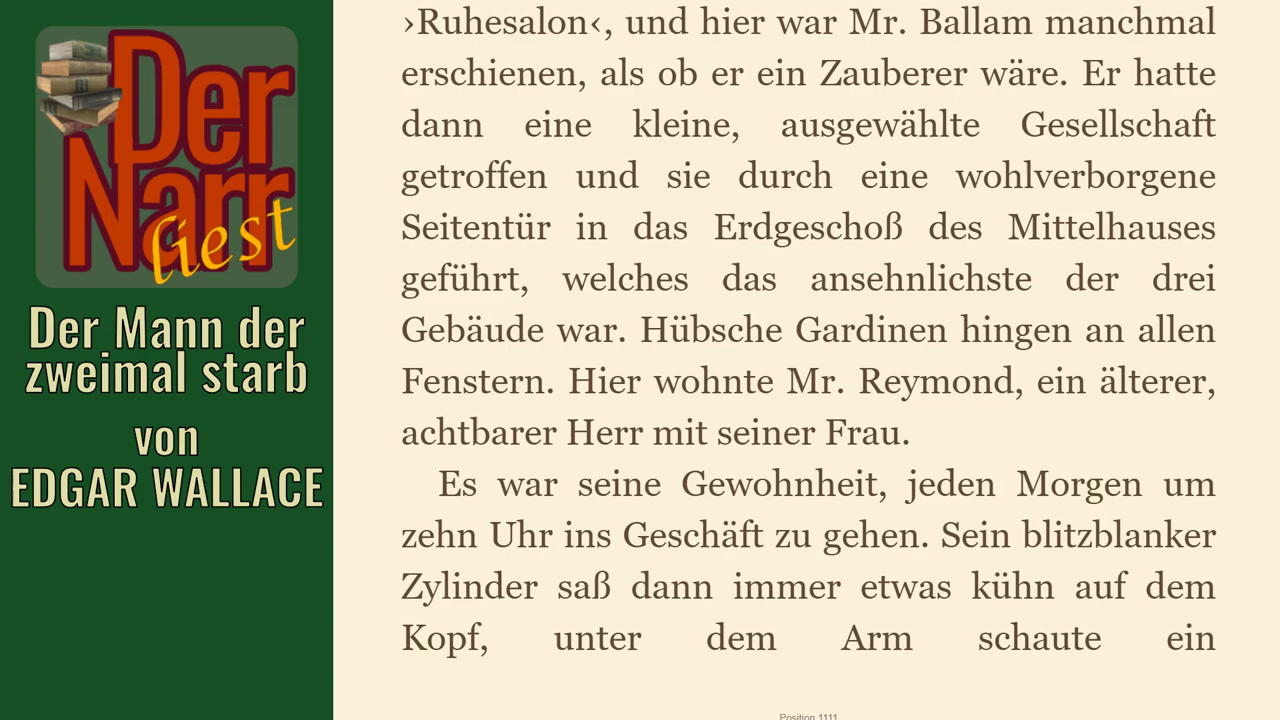 Der
Narr
liest
Der Mann der
zweimal starb
von
EDGAR WALLACE
›Ruhesalon‹, und hier war Mr. Ballam manchmal
erschienen, als ob er ein Zauberer wäre. Er hatte
dann eine kleine, ausgewählte Gesellschaft
getroffen und sie durch eine wohlverborgene
Seitentür in das Erdgeschoß des Mittelhauses
geführt, welches das ansehnlichste der drei
Gebäude war. Hübsche Gardinen hingen an allen
Fenstern. Hier wohnte Mr. Reymond, ein älterer,
achtbarer Herr mit seiner Frau.
Es war seine Gewohnheit, jeden Morgen um
zehn Uhr ins Geschäft zu gehen. Sein blitzblanker
Zylinder saß dann immer etwas kühn auf dem
Kopf, unter dem Arm schaute ein
Position 1111